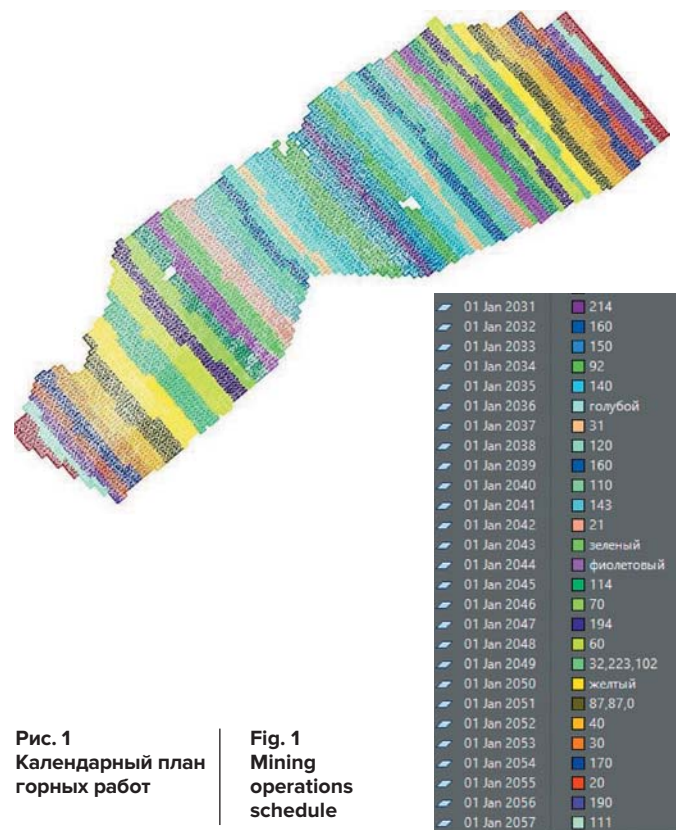 01 Jan 2031 214
01 Jan 2032 160
01 Jan 2033 150
01 Jan 2034 92
01 Jan 2035 140
01 Jan 2036 голубой
01 Jan 2037 31
01 Jan 2038 120
01 Jan 2039 160
01 Jan 2040 110
01 Jan 2041 143
01 Jan 2042 21
01 Jan 2043 зеленый
01 Jan 2044 фиолетовый
01 Jan 2045 114
01 Jan 2046 70
01 Jan 2047 194
01 Jan 2048 60
01 Jan 2049 32,223,102
01 Jan 2050 желтый
01 Jan 2051 87,87,0
01 Jan 2052 40
01 Jan 2053 30
01 Jan 2054 170
01 Jan 2055 20
01 Jan 2056 190
01 Jan 2057 111
Рис. 1
Календарный план
горных работ
Fig. 1
Mining
operations
schedule